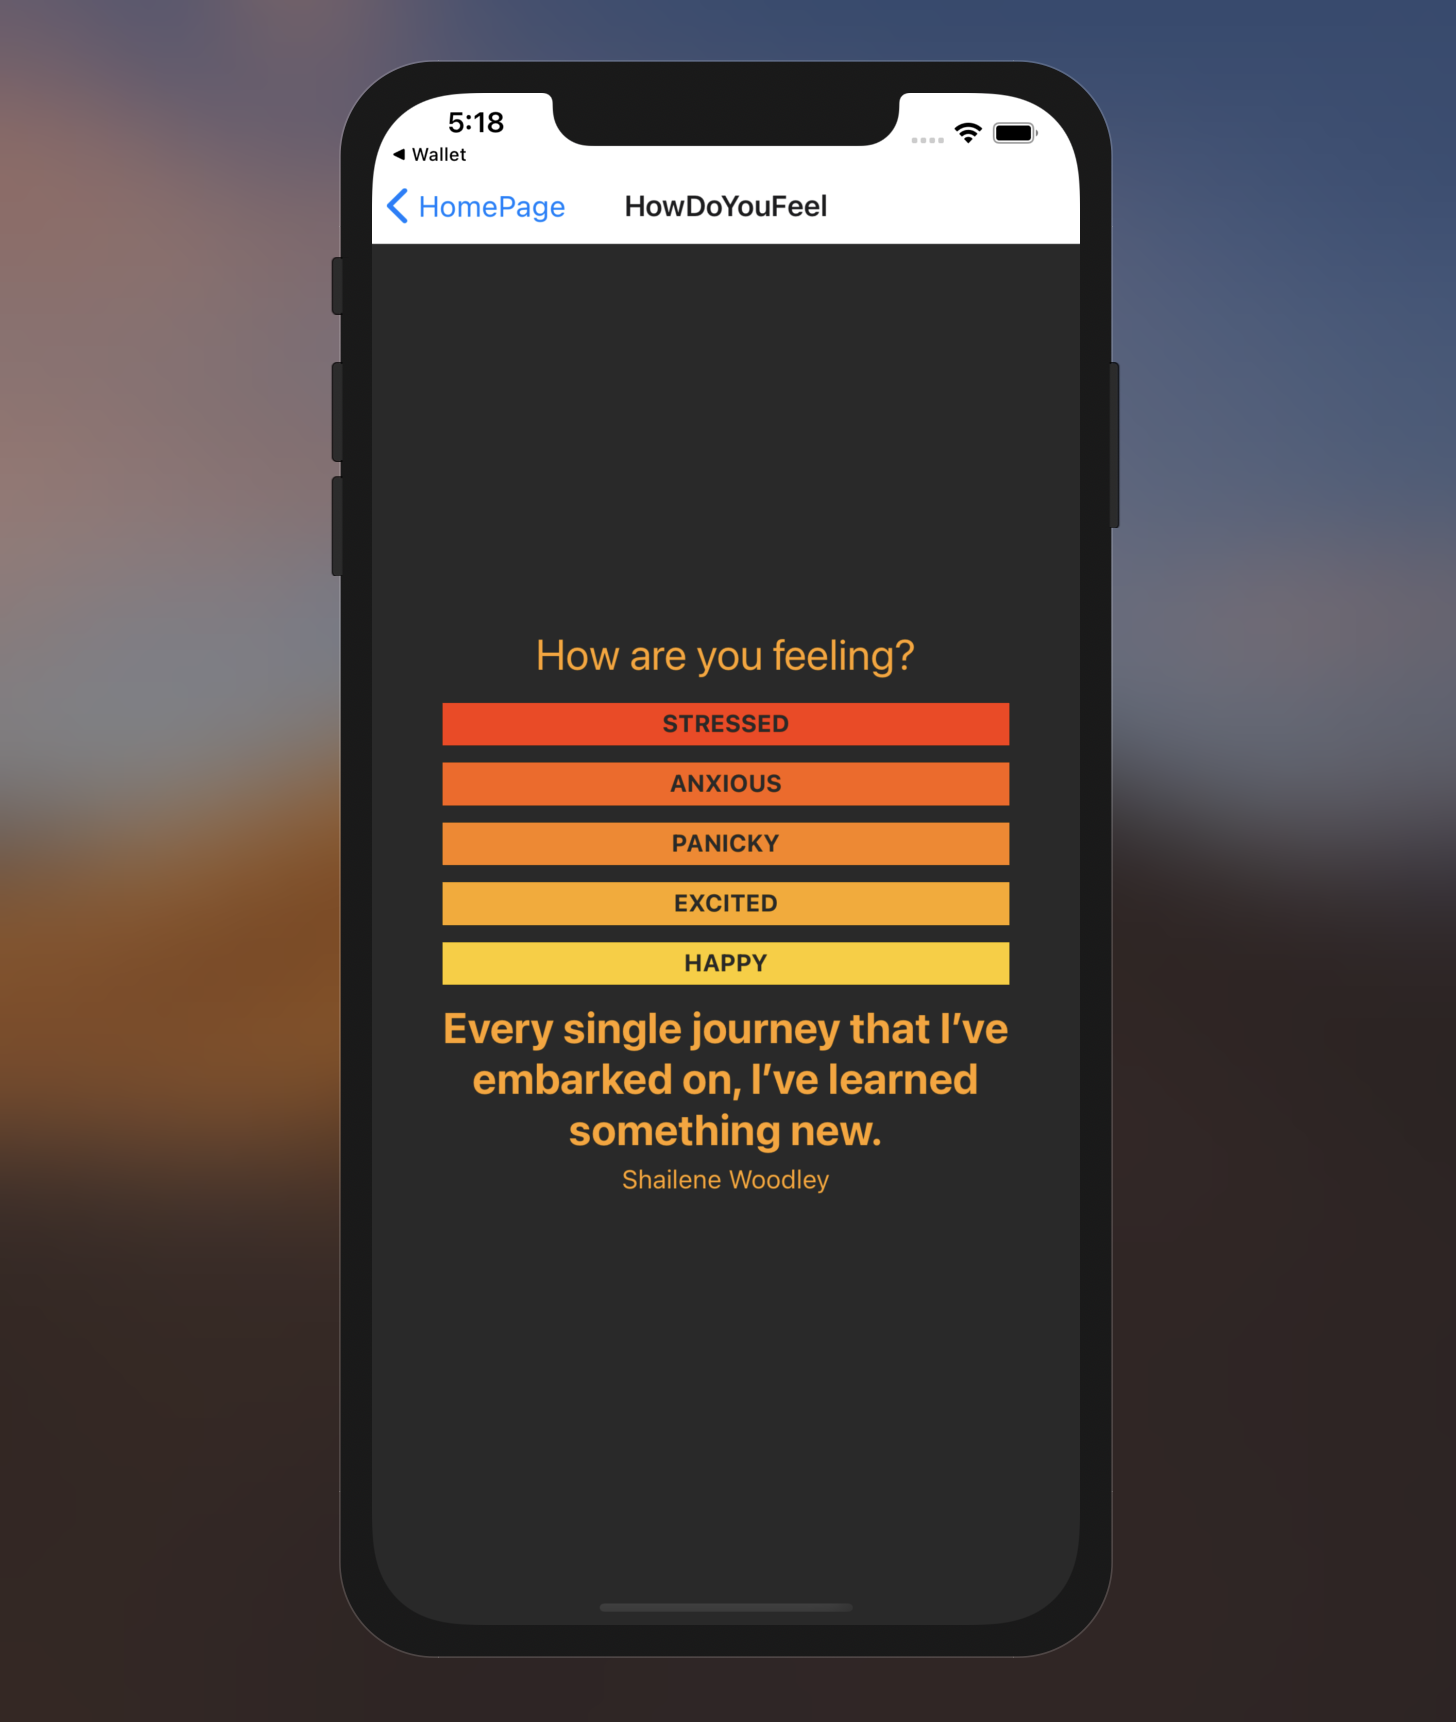 5:18
◀ Wallet
HomePage HowDoYouFeel
How are you feeling?
STRESSED
ANXIOUS
PANICKY
EXCITED
HAPPY
Every single journey that I’ve
embarked on, I’ve learned
something new.
Shailene Woodley